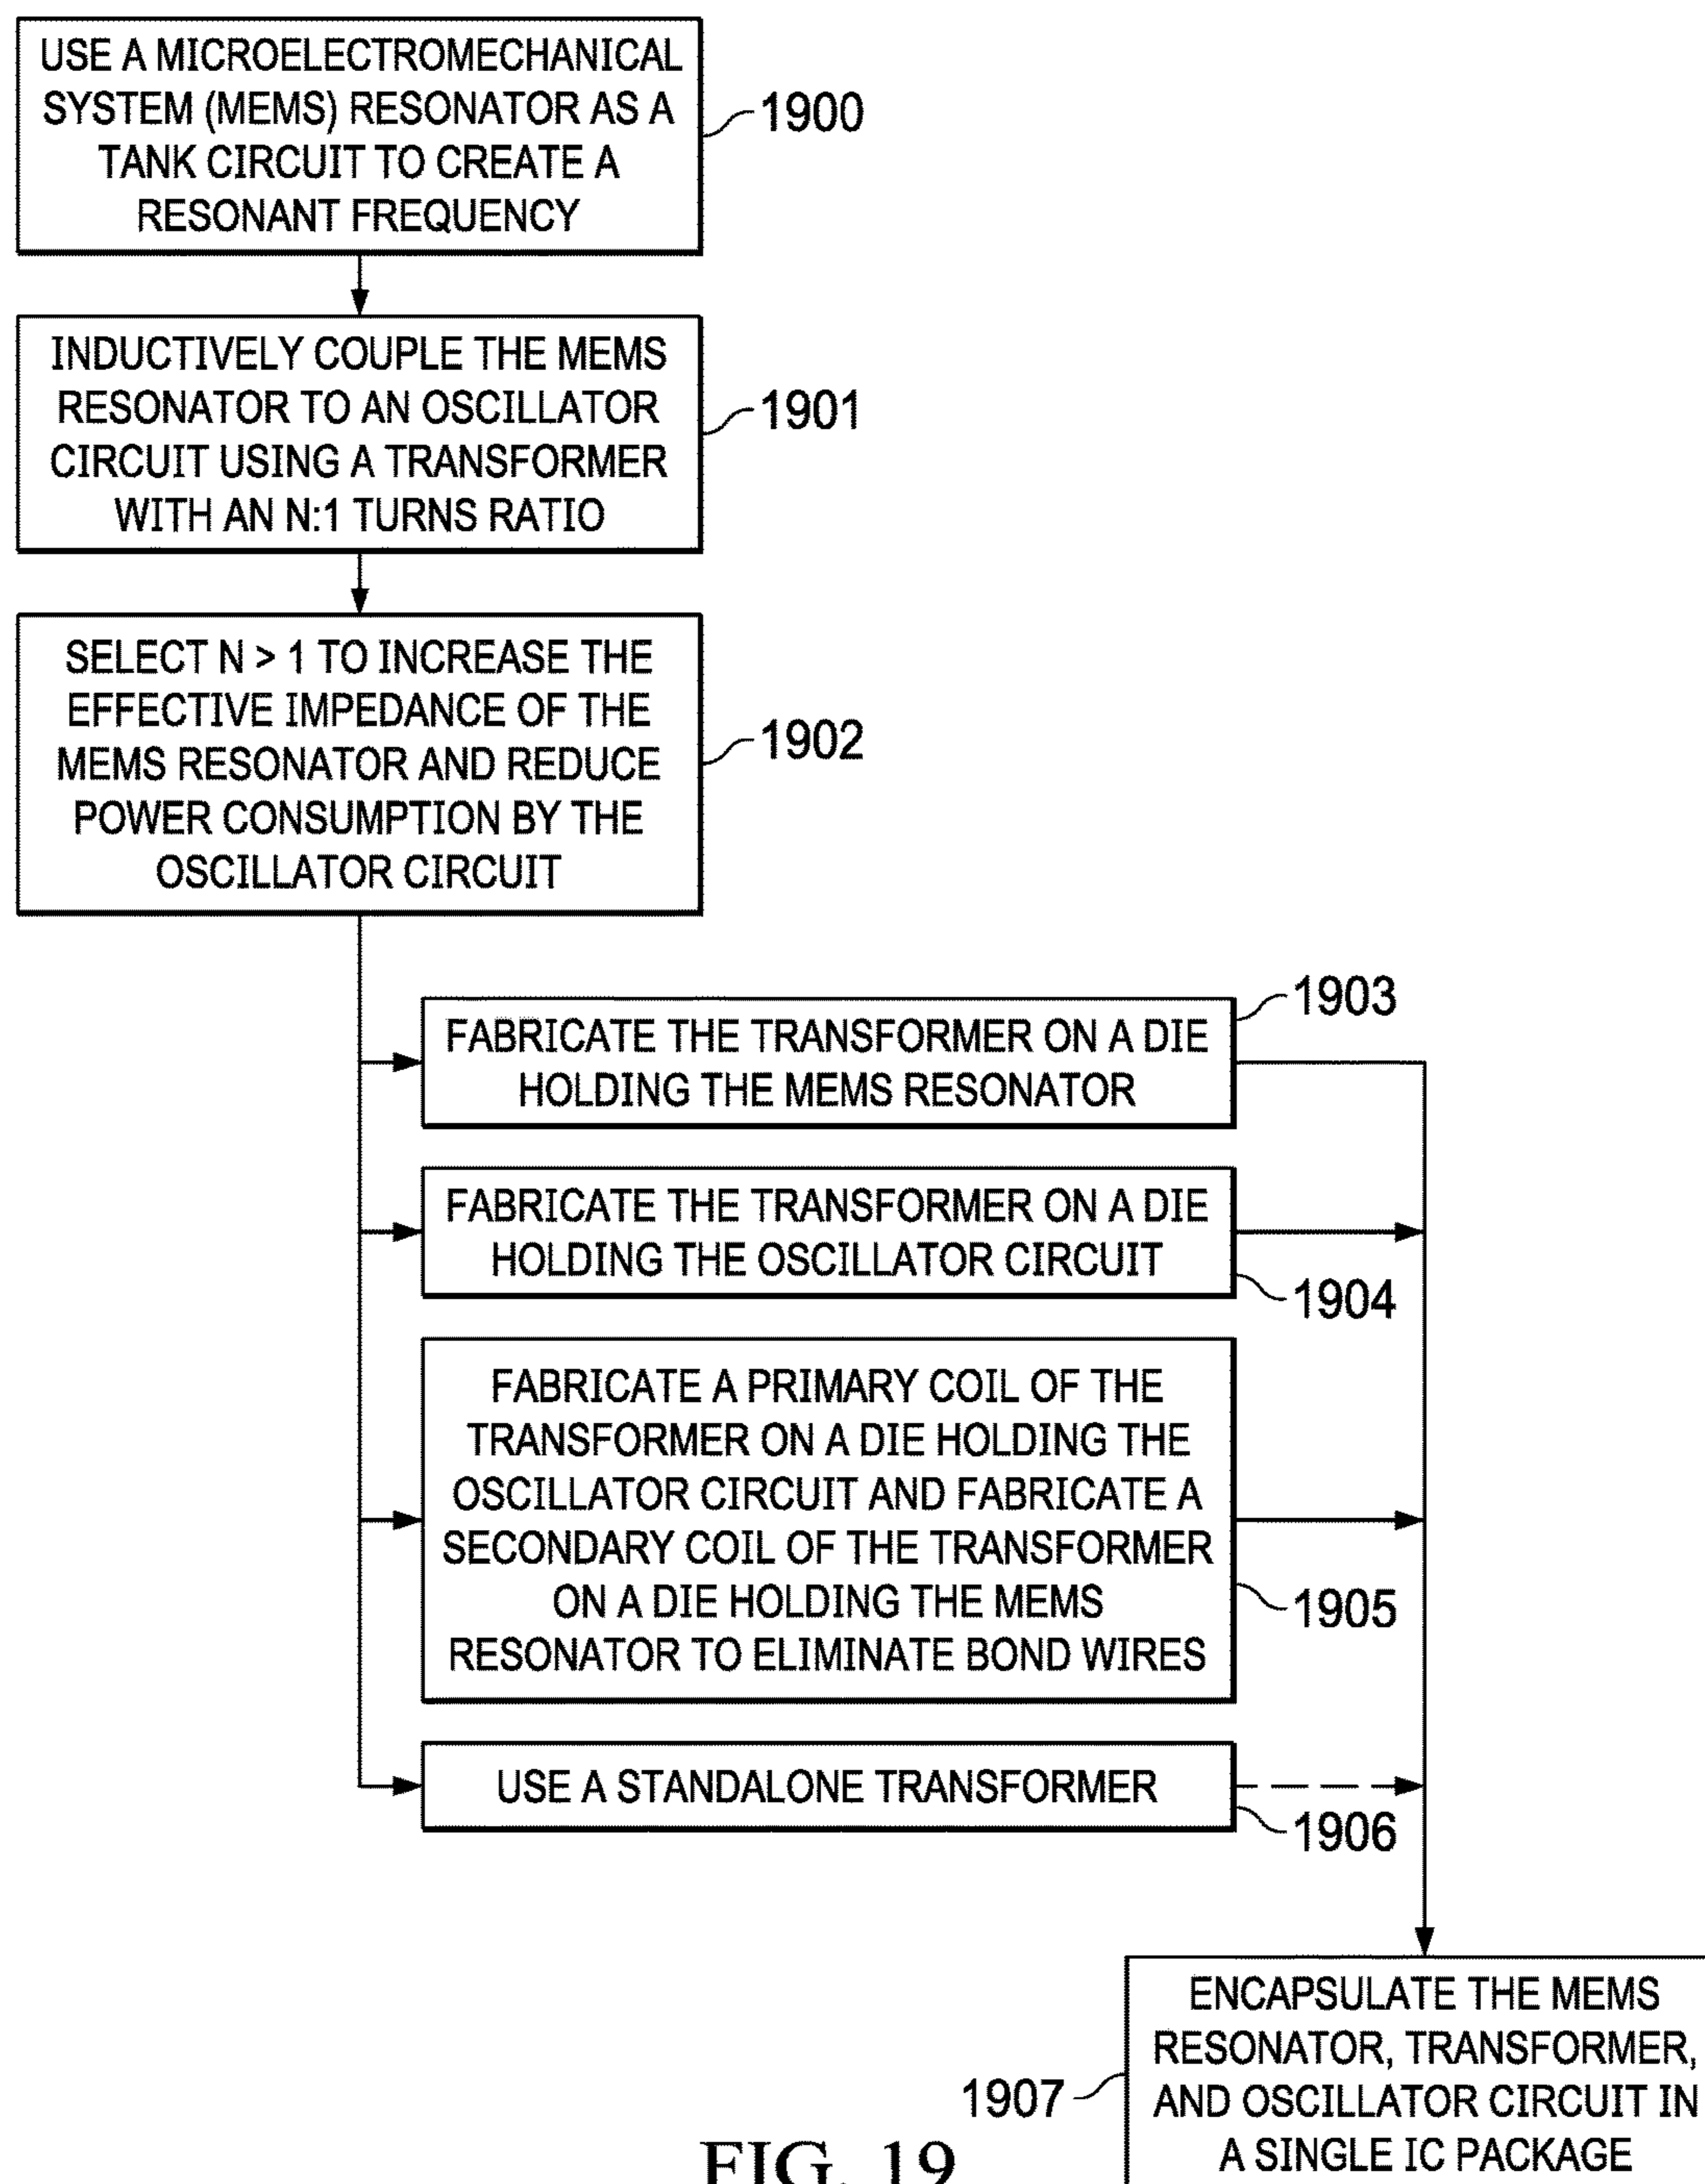 USE A MICROELECTROMECHANICAL
SYSTEM (MEMS) RESONATOR AS A
TANK CIRCUIT TO CREATE A
RESONANT FREQUENCY
1900
INDUCTIVELY COUPLE THE MEMS
RESONATOR TO AN OSCILLATOR
CIRCUIT USING A TRANSFORMER
WITH AN N:1 TURNS RATIO
1901
SELECT N > 1 TO INCREASE THE
EFFECTIVE IMPEDANCE OF THE
MEMS RESONATOR AND REDUCE
POWER CONSUMPTION BY THE
OSCILLATOR CIRCUIT
1902
1903
FABRICATE THE TRANSFORMER ON A DIE
HOLDING THE MEMS RESONATOR
FABRICATE THE TRANSFORMER ON A DIE
HOLDING THE OSCILLATOR CIRCUIT
1904
FABRICATE A PRIMARY COIL OF THE
TRANSFORMER ON A DIE HOLDING THE
OSCILLATOR CIRCUIT AND FABRICATE A
SECONDARY COIL OF THE TRANSFORMER
ON A DIE HOLDING THE MEMS
RESONATOR TO ELIMINATE BOND WIRES
1905
USE A STANDALONE TRANSFORMER
1906
ENCAPSULATE THE MEMS
RESONATOR, TRANSFORMER,
AND OSCILLATOR CIRCUIT IN
A SINGLE IC PACKAGE
1907
FIG. 19